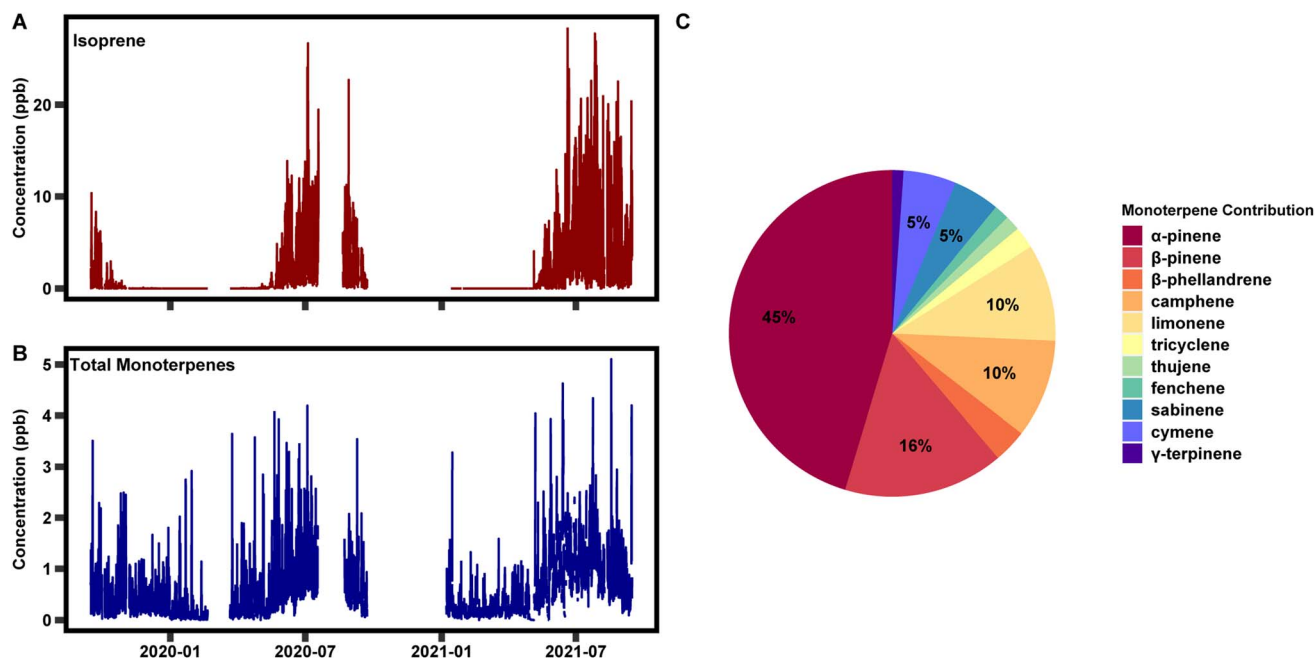 A
Isoprene
Concentration (ppb)
20
10
0
B
Total Monoterpenes
Concentration (ppb)
5
4
3
2
1
0
2020-01
2020-07
2021-01
2021-07
C
5%
5%
10%
10%
16%
45%
Monoterpene Contribution
α-pinene
β-pinene
β-phellandrene
camphene
limonene
tricyclene
thujene
fenchene
sabinene
cymene
γ-terpinene